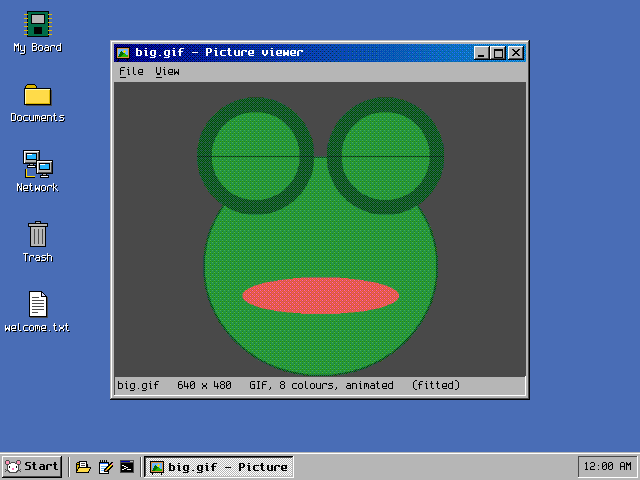 My Board
Documents
Network
Trash
welcome.txt
big.gif - Picture viewer
File View
big.gif 640 x 480 GIF, 8 colours, animated (fitted)
Start
big.gif - Picture
12:00 AM